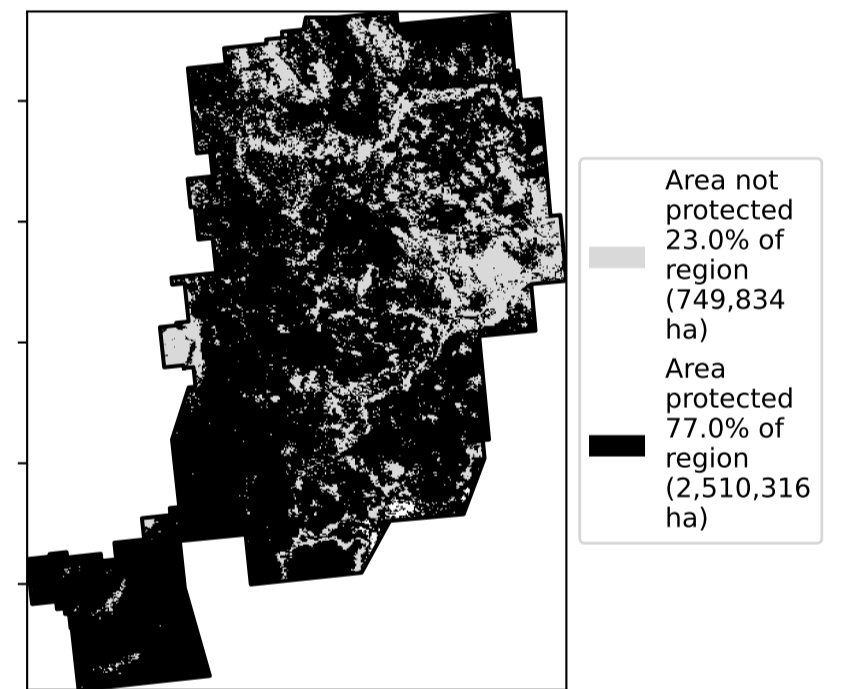 Area not
protected
23.0% of
region
(749,834
ha)
Area
protected
77.0% of
region
(2,510,316
ha)